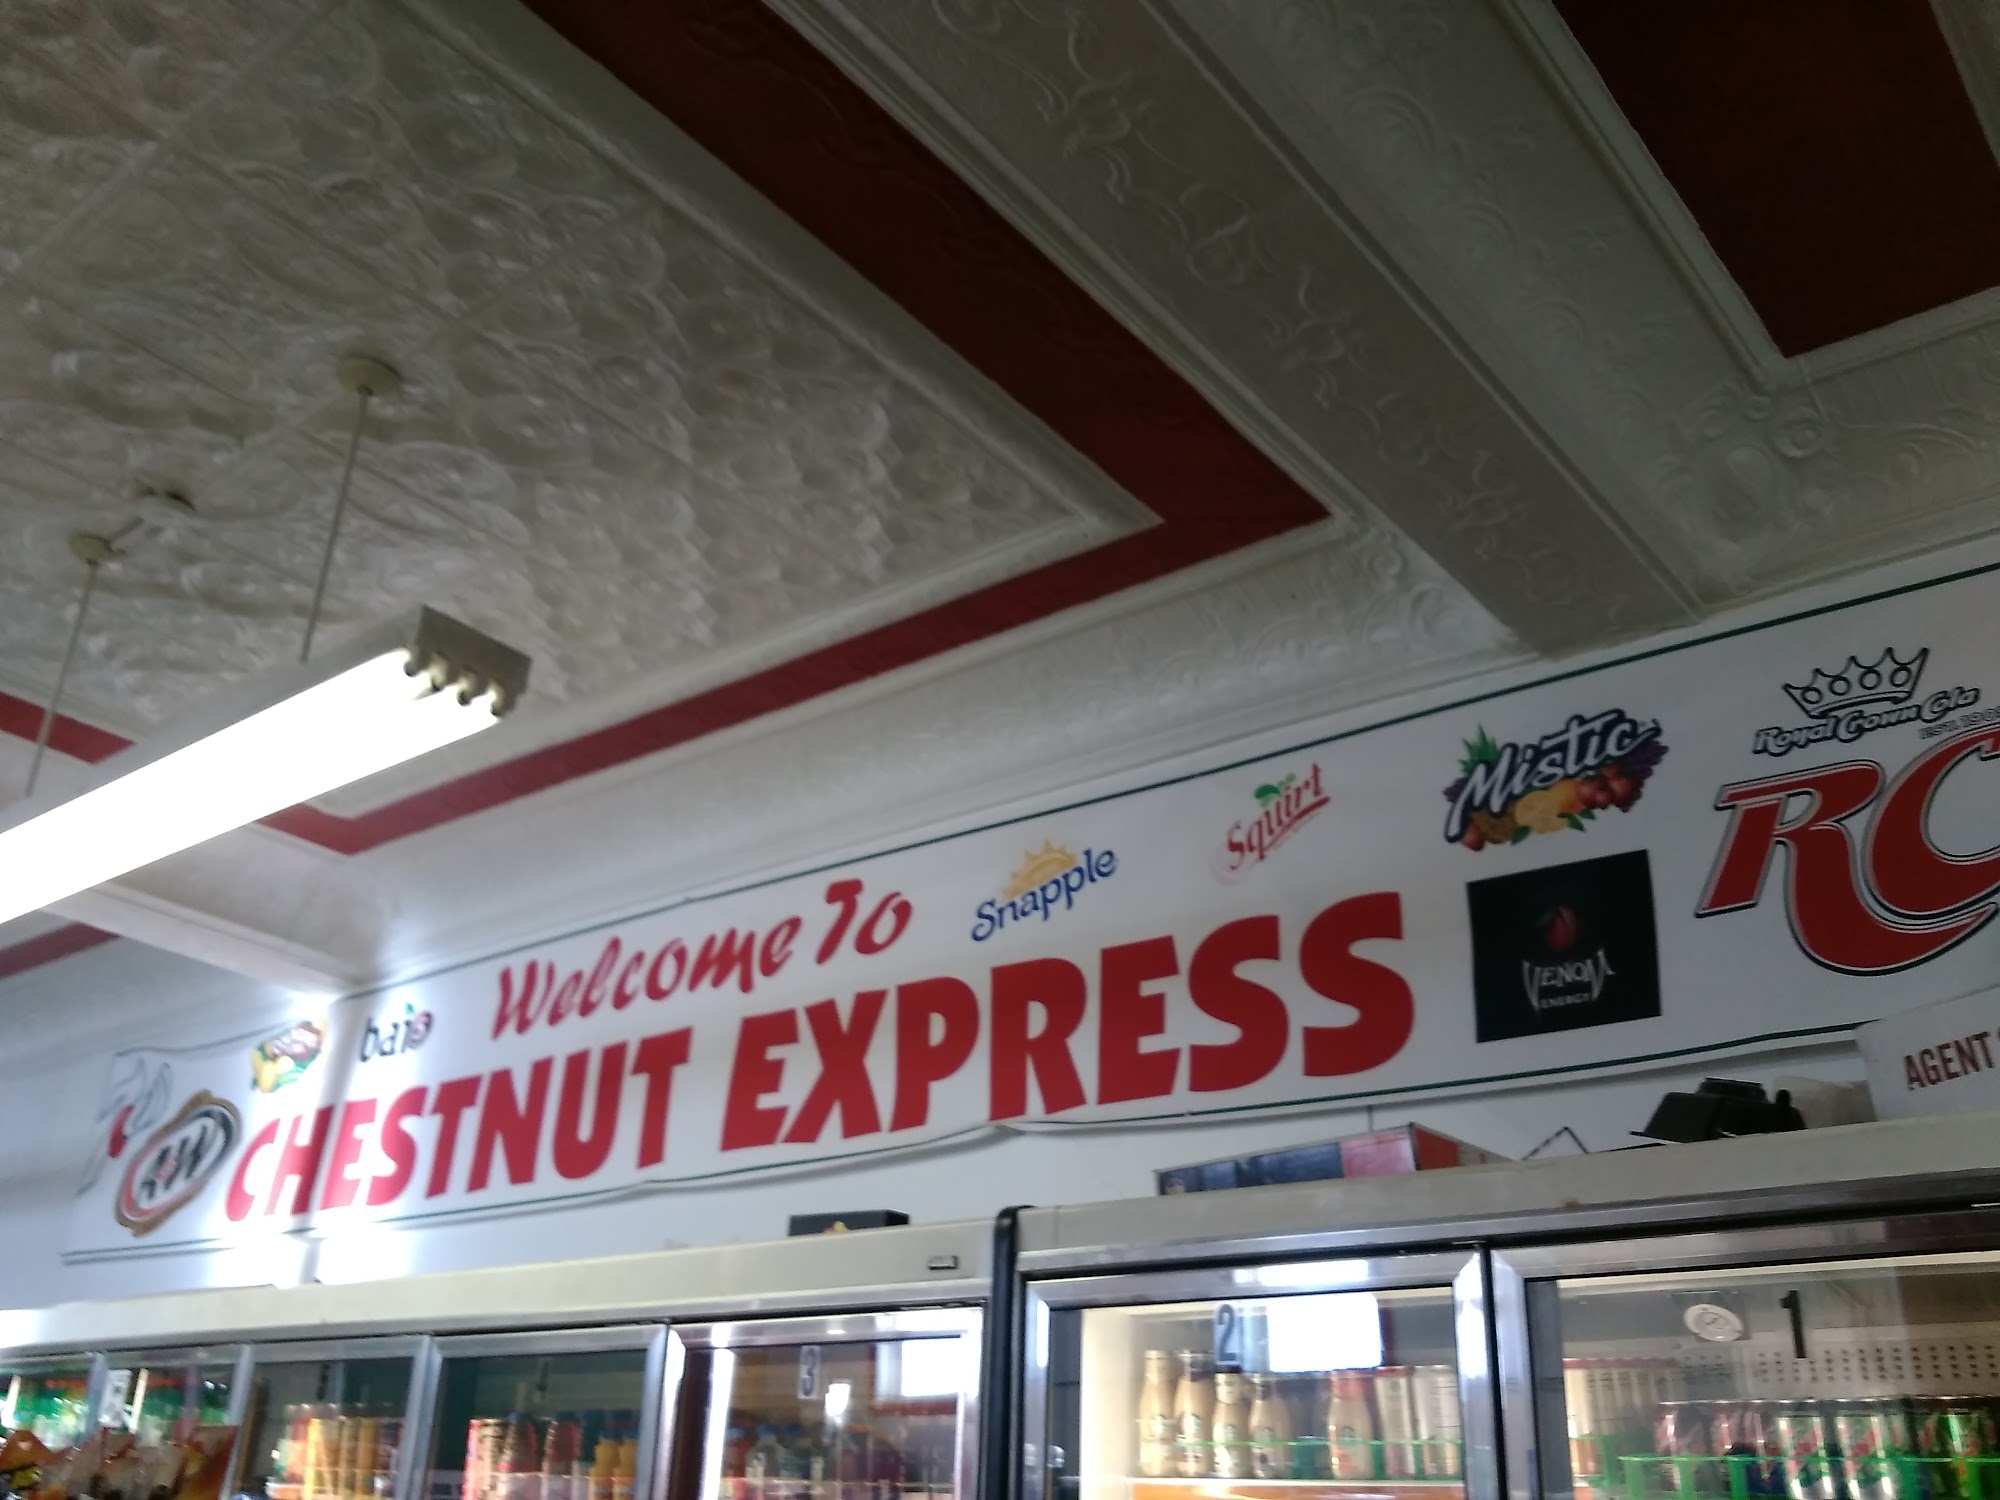 Welcome To
CHESTNUT EXPRESS
A&W
bai
Snapple
Squirt
Mistic
VENOM
ENERGY
Royal Crown Cola
RC
AGENT
3
2
1